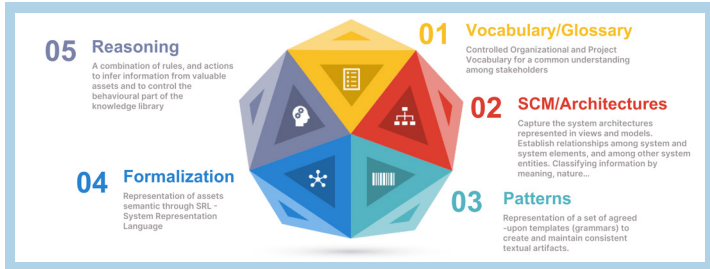 01 Vocabulary/Glossary
Controlled Organizational and Project
Vocabulary for a common understanding
among stakeholders
02 SCM/Architectures
Capture the system architectures
represented in views and models.
Establish relationships among system and
system elements, and among other system
entities. Classifying information by
meaning, nature...
03 Patterns
Representation of a set of agreed
-upon templates (grammars) to
create and maintain consistent
textual artifacts.
04 Formalization
Representation of assets
semantic through SRL -
System Representation
Language
05 Reasoning
A combination of rules, and actions
to infer information from valuable
assets and to control the
behavioural part of the
knowledge library